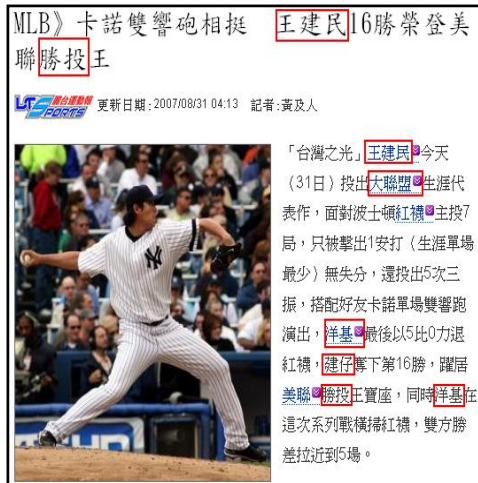 MLB》卡諾雙響砲相挺 王建民16勝榮登美
聯勝投王
聯合運動報 SPORTS 更新日期:2007/08/31 04:13 記者:黃及人
「台灣之光」王建民今天
(31日)投出大聯盟生涯代
表作,面對波士頓紅襪主投7
局,只被擊出1安打(生涯單場
最少)無失分,還投出5次三
振,搭配好友卡諾單場雙響跑
演出,洋基最後以5比0力退
紅襪,建仔奪下第16勝,躍居
美聯勝投王寶座,同時洋基在
這次系列戰橫掃紅襪,雙方勝
差拉近到5場。